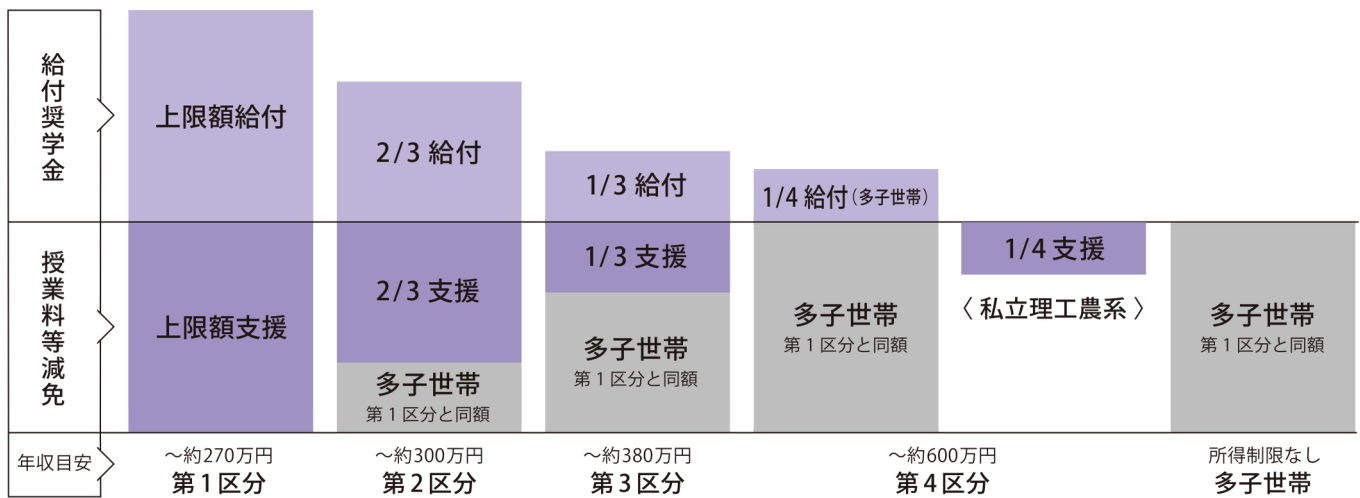 給付奨学金
上限額給付
2/3 給付
1/3 給付
1/4 給付(多子世帯)
授業料等減免
上限額支援
2/3 支援
多子世帯
第1区分と同額
1/3 支援
多子世帯
第1区分と同額
多子世帯
第1区分と同額
1/4 支援
〈 私立理工農系 〉
多子世帯
第1区分と同額
年収目安
～約270万円
第1区分
～約300万円
第2区分
～約380万円
第3区分
～約600万円
第4区分
所得制限なし
多子世帯